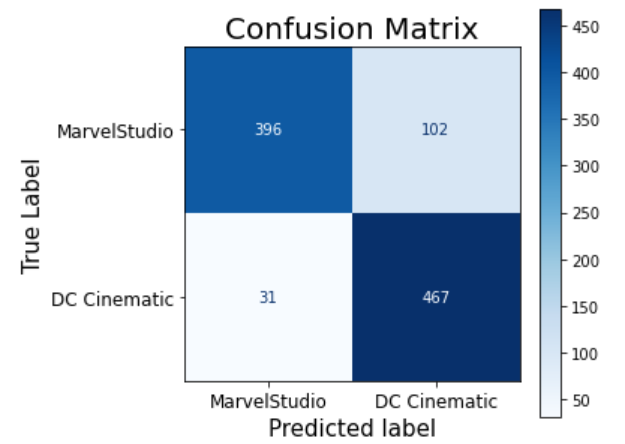 Confusion Matrix
450
400
350
300
250
200
150
100
50
True Label
MarvelStudio
396
102
DC Cinematic
31
467
MarvelStudio
DC Cinematic
Predicted label